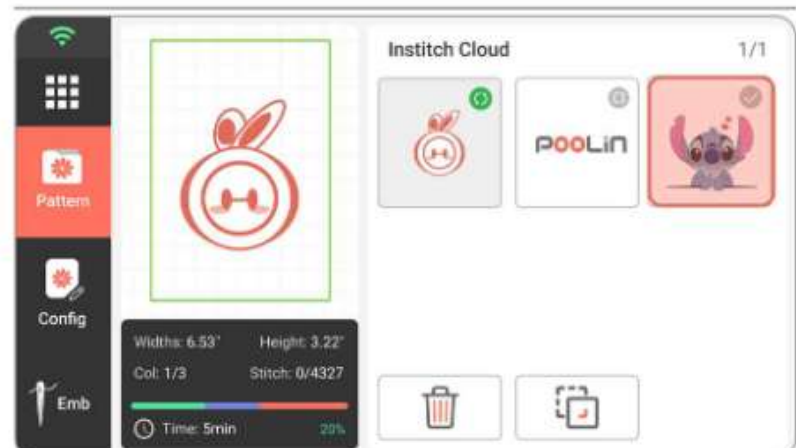 Institch Cloud
1/1
POOLIN
Pattern
Config
Emb
Widths: 6.53" Height: 3.22"
Col: 1/3 Stitch: 0/4327
Time: 5min 20%